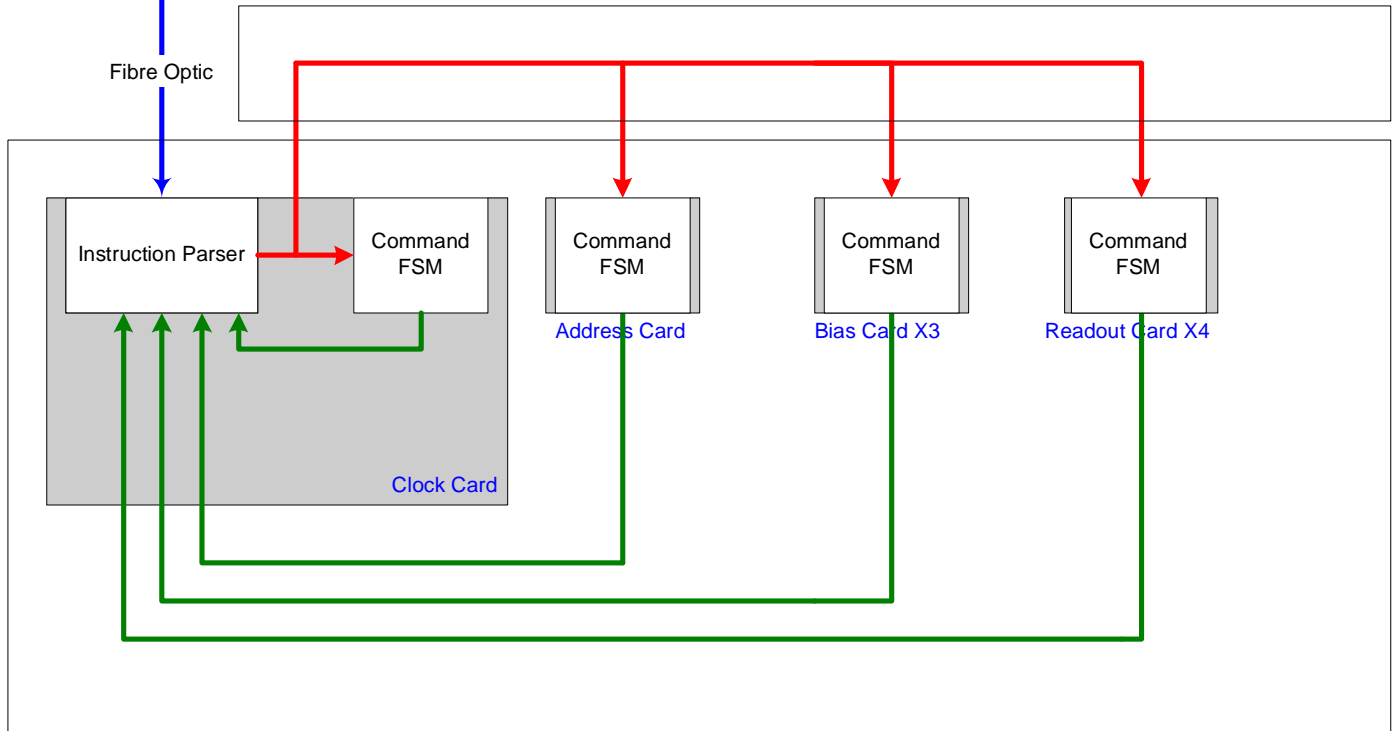 Fibre Optic
Instruction Parser
Command
FSM
Command
FSM
Command
FSM
Command
FSM
Address Card
Bias Card X3
Readout Card X4
Clock Card